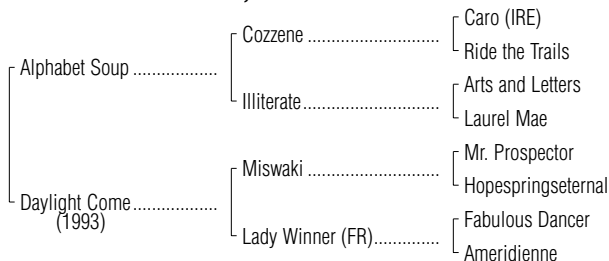 Caro (IRE)
Cozzene ..............................
Ride the Trails
Alphabet Soup ..................
Arts and Letters
Illiterate ...............................
Laurel Mae
Mr. Prospector
Miswaki ..............................
Hopespringseternal
Daylight Come ..................
(1993)
Fabulous Dancer
Lady Winner (FR) ..............
Ameridienne